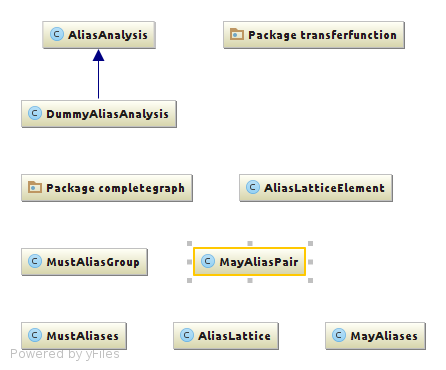 C AliasAnalysis
Package transferfunction
C DummyAliasAnalysis
Package completegraph
C AliasLatticeElement
C MustAliasGroup
C MayAliasPair
C MustAliases
C AliasLattice
C MayAliases
Powered by yFiles